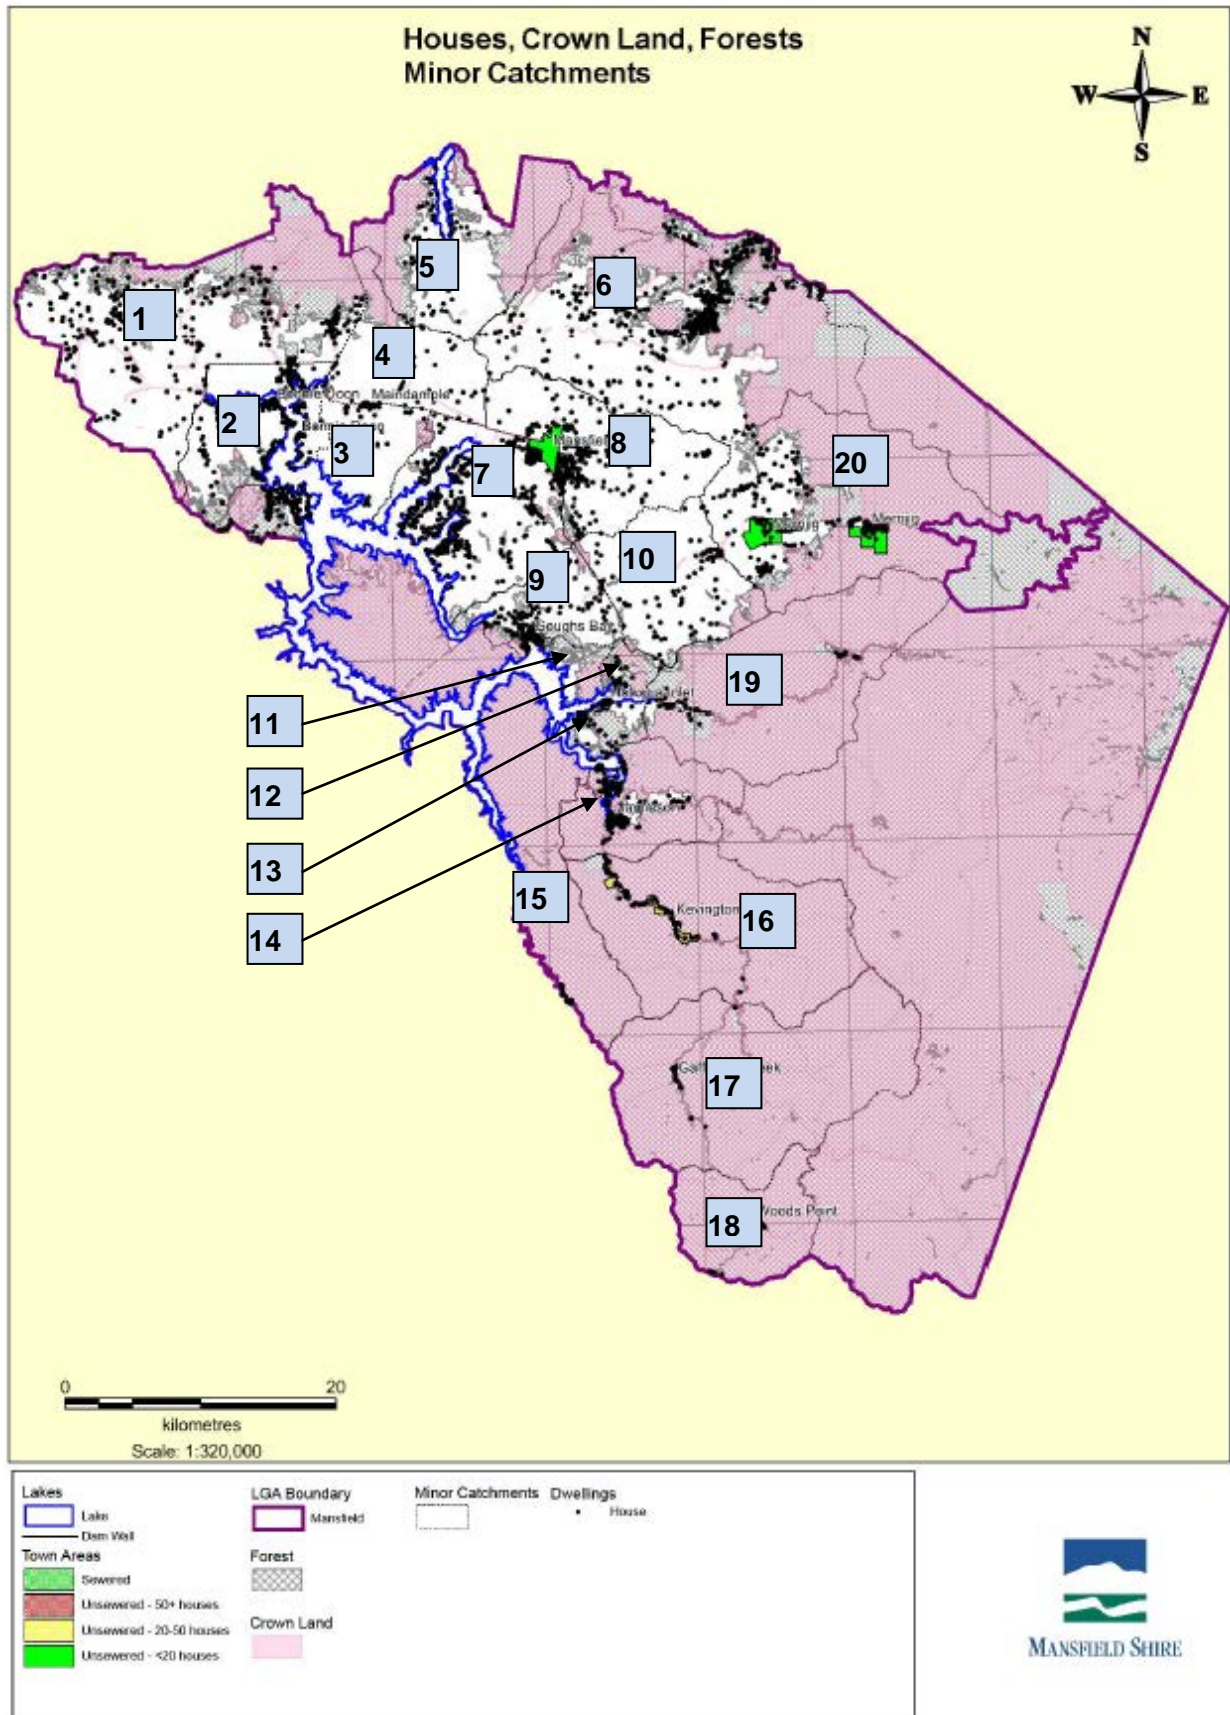 Houses, Crown Land, Forests
Minor Catchments
N
W E
S
5
6
1
4
Maindample
2
3
8
7
Mansfiel
20
10
9
Goughs Bay
19
11
12
13
14
15
Kevington
16
17
18
Woods Point
0 20
kilometres
Scale: 1:320,000
Lakes
Lake
Dam Wall
Town Areas
Sewered
Unsewered - 50+ houses
Unsewered - 20-50 houses
Unsewered - <20 houses
LGA Boundary
Mansfield
Forest
Crown Land
Minor Catchments
Dwellings
House
MANSFIELD SHIRE